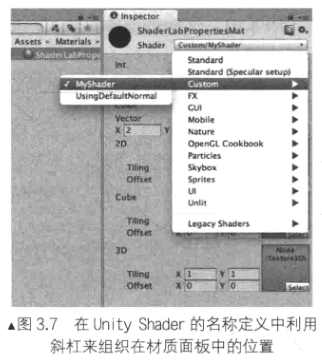 Inspector
ShaderLabPropertiesMat
Assets ▸ Materials ▸
Shader Custom/MyShader
ShaderLabPrope
Int
Standard
Standard (Specular setup)
✓ MyShader
Custom
UsingDefaultNormal
FX
Vector
GUI
X 2 Y
Mobile
2D
Nature
OpenGL Cookbook
Tiling
Particles
Offset
Skybox
Cube
Sprites
UI
Tiling
Unlit
Offset
Legacy Shaders
Select
3D
None
(Texture3D)
Tiling X 1 Y 1
Offset X 0 Y 0 Select
▲图 3.7 在 Unity Shader 的名称定义中利用
斜杠来组织在材质面板中的位置